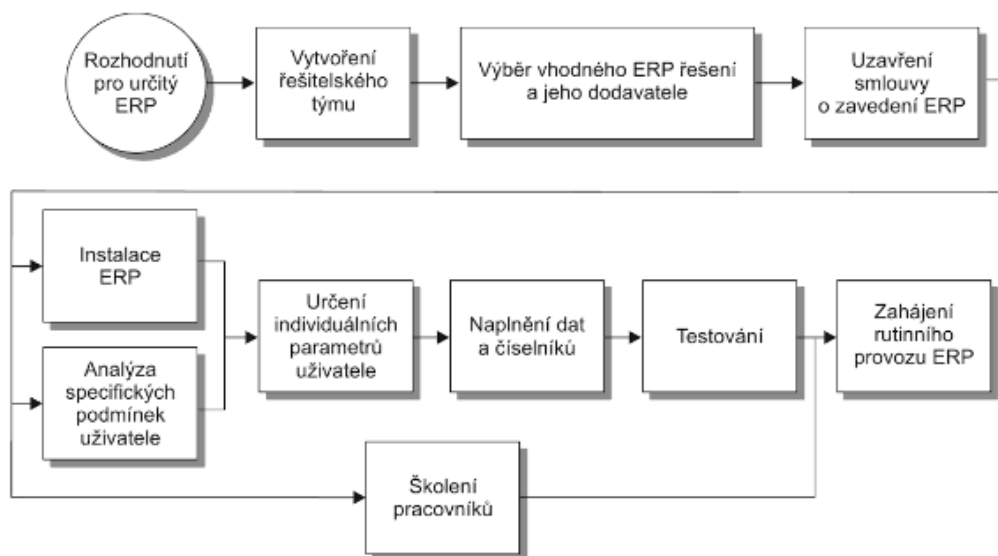 Rozhodnutí
pro určitý
ERP
Vytvoření
řešitelského
týmu
Výběr vhodného ERP řešení
a jeho dodavatele
Uzavření
smlouvy
o zavedení ERP
Instalace
ERP
Analýza
specifických
podmínek
uživatele
Určení
individuálních
parametrů
uživatele
Naplnění dat
a číselníků
Testování
Zahájení
rutinního
provozu ERP
Školení
pracovníků